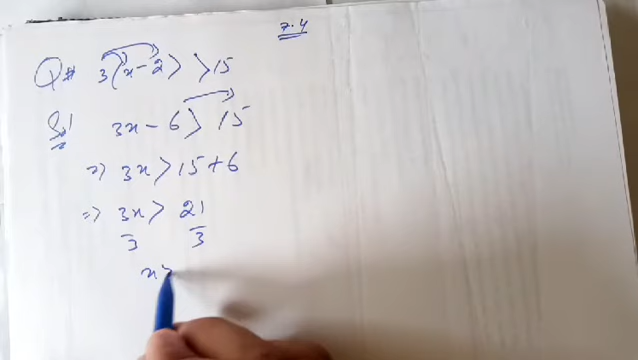 7.4
Q# 3(x-2) > 15
Sol 3x - 6 > 15
=> 3x > 15 + 6
=> 3x/3 > 21/3
x >